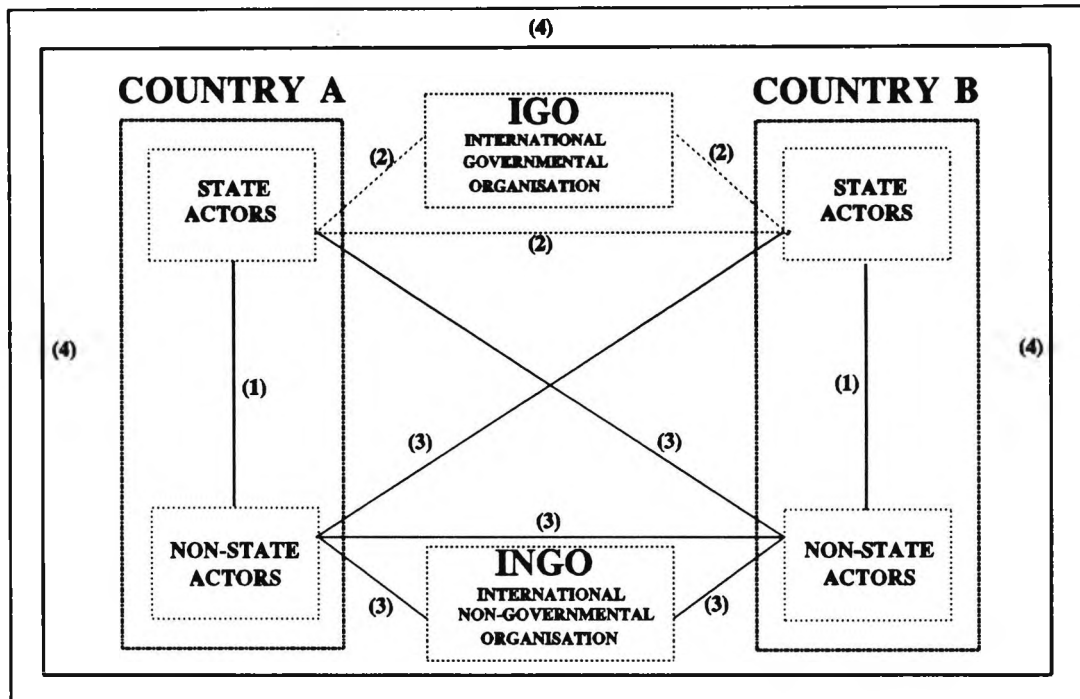 (4)
COUNTRY A
COUNTRY B
IGO
INTERNATIONAL
GOVERNMENTAL
ORGANISATION
(2)
(2)
STATE
ACTORS
STATE
ACTORS
(2)
(4)
(4)
(1)
(1)
(3)
(3)
(3)
NON-STATE
ACTORS
NON-STATE
ACTORS
INGO
INTERNATIONAL
NON-GOVERNMENTAL
ORGANISATION
(3)
(3)